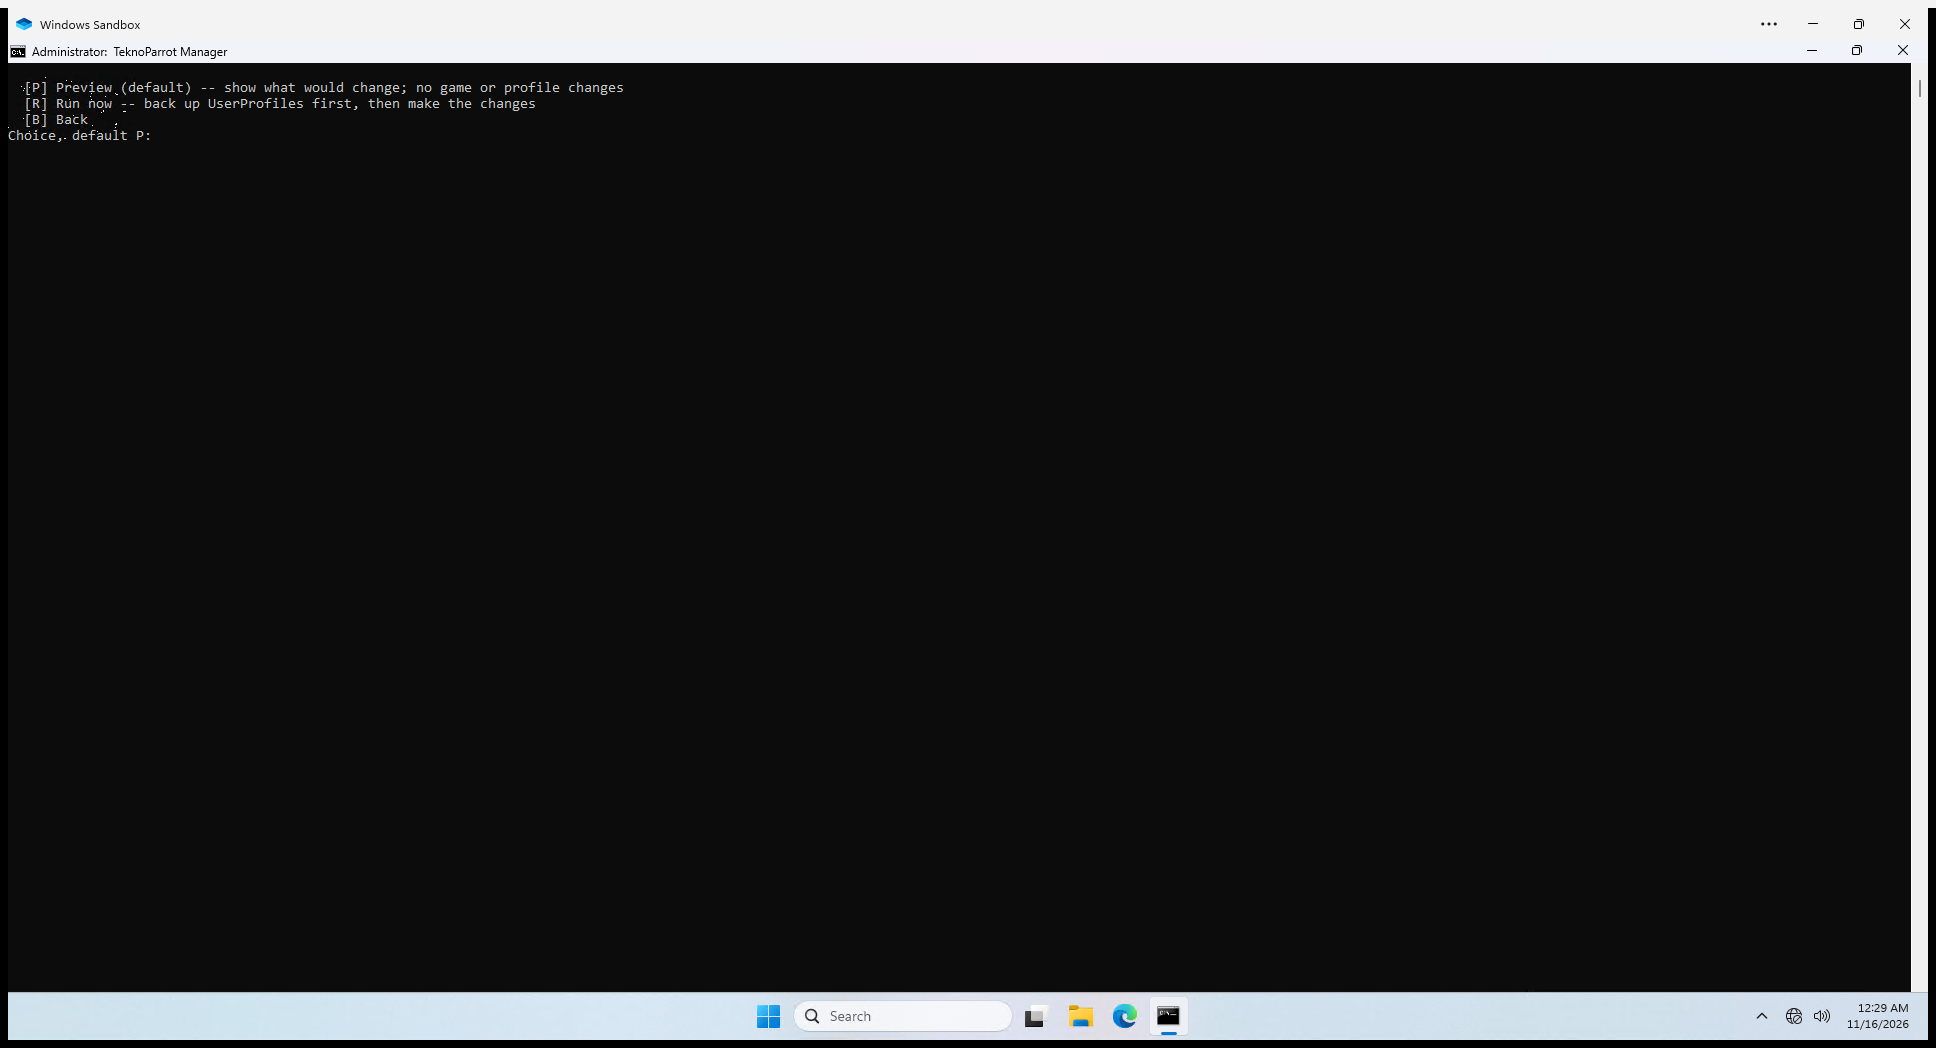 Windows Sandbox
Administrator: TeknoParrot Manager
[P] Preview (default) -- show what would change; no game or profile changes
[R] Run now -- back up UserProfiles first, then make the changes
[B] Back
Choice, default P:
Search
12:29 AM
11/16/2026